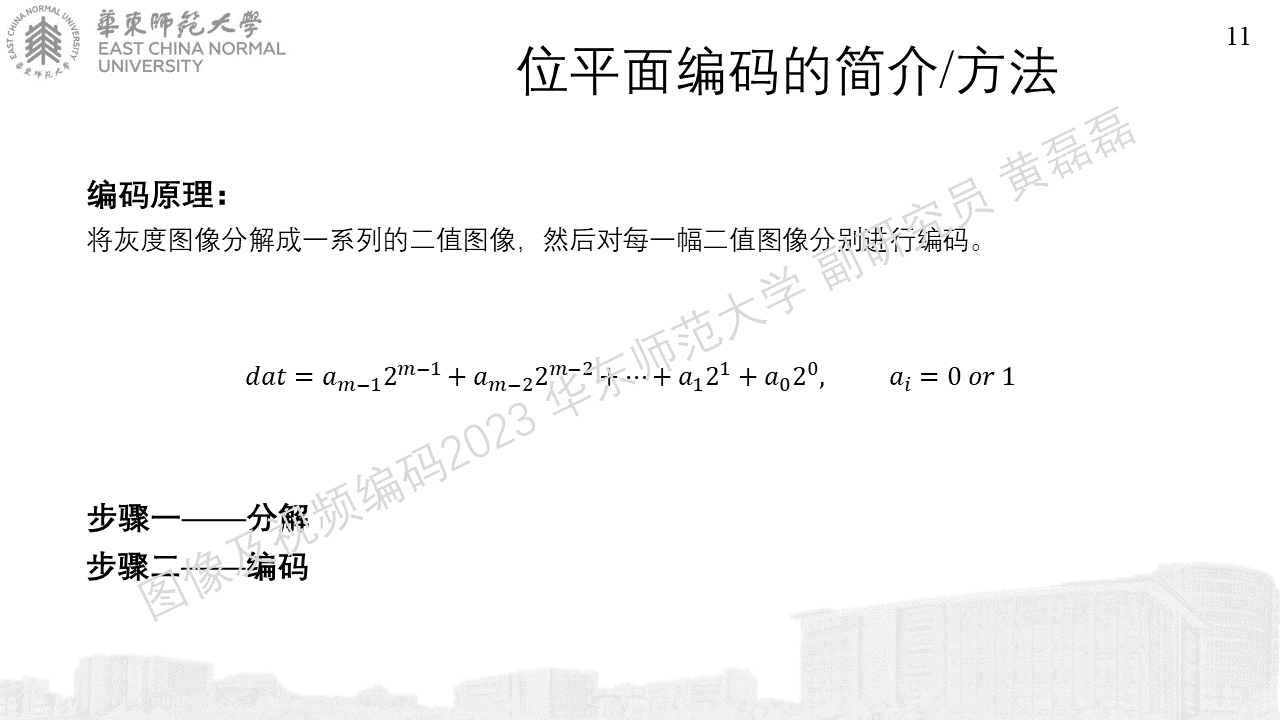 EAST CHINA NORMAL UNIVERSITY
華東师范大学
華東師範大學
EAST CHINA NORMAL
UNIVERSITY
11
位平面编码的简介/方法
编码原理：
将灰度图像分解成一系列的二值图像，然后对每一幅二值图像分别进行编码。
dat = a_{m−1}2^{m−1} + a_{m−2}2^{m−2} + ⋯ + a_1 2^1 + a_0 2^0, a_i = 0 or 1
步骤一——分解
步骤二——编码
图像及视频编码2023 华东师范大学 副研究员 黄磊磊